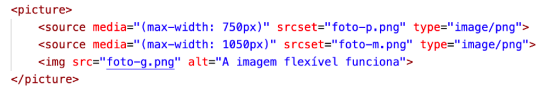 <picture>
<source media="(max-width: 750px)" srcset="foto-p.png" type="image/png">
<source media="(max-width: 1050px)" srcset="foto-m.png" type="image/png">
<img src="foto-g.png" alt="A imagem flexível funciona">
</picture>